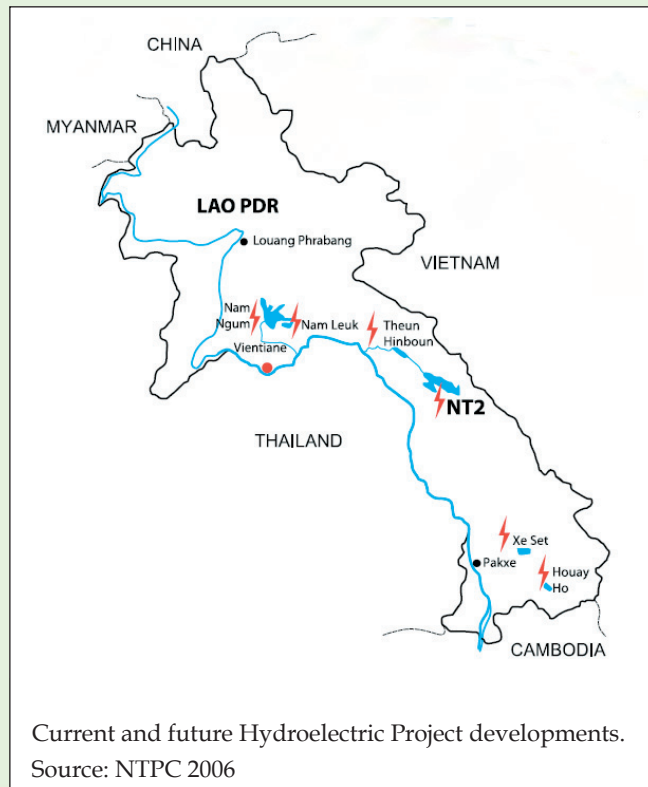 CHINA
MYANMAR
LAO PDR
Louang Phrabang
VIETNAM
Nam
Ngum
Nam Leuk
Theun
Hinboun
Vientiane
NT2
THAILAND
Xe Set
Pakxe
Houay
Ho
CAMBODIA
Current and future Hydroelectric Project developments.
Source: NTPC 2006